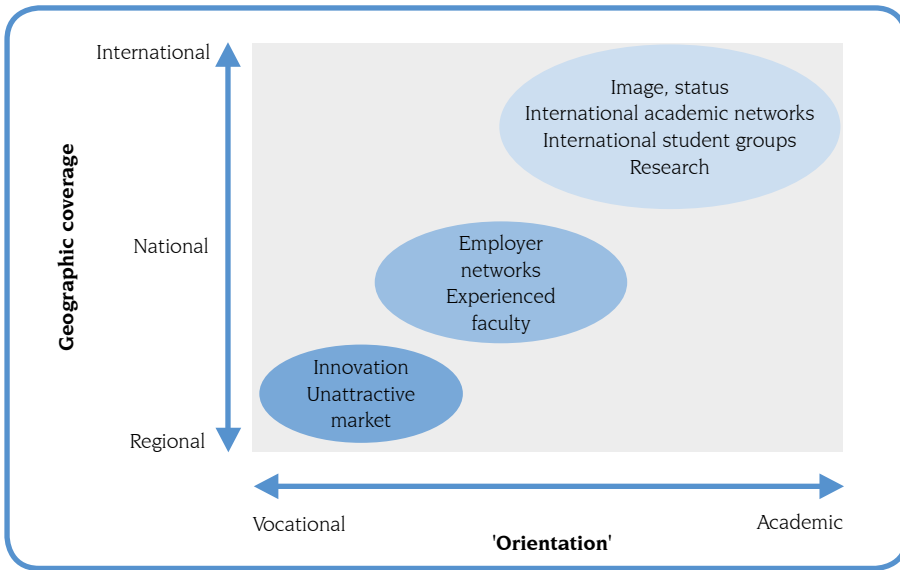 International
Image, status
International academic networks
International student groups
Research
Geographic coverage
National
Employer
networks
Experienced
faculty
Innovation
Unattractive
market
Regional
Vocational
Academic
'Orientation'